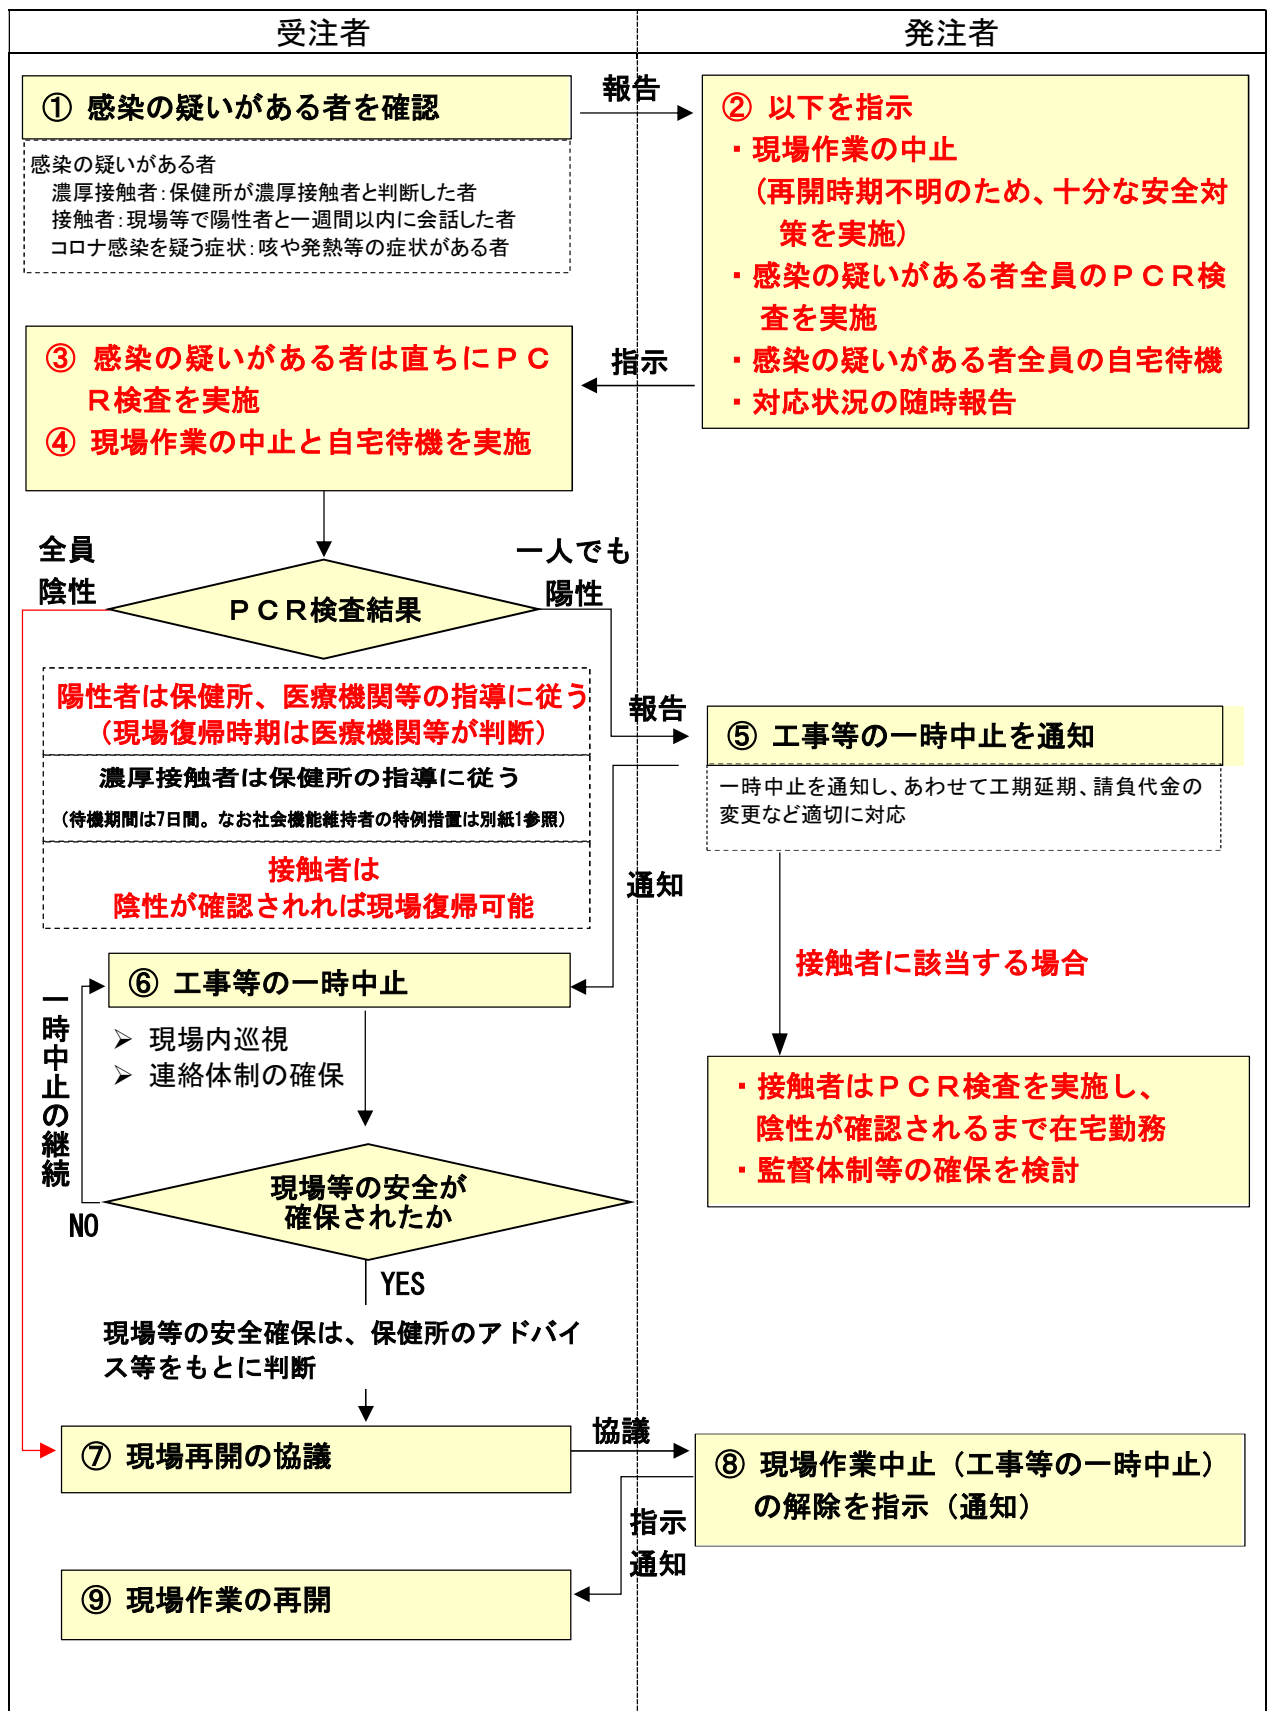 受注者
発注者
① 感染の疑いがある者を確認
報告
感染の疑いがある者
濃厚接触者：保健所が濃厚接触者と判断した者
接触者：現場等で陽性者と一週間以内に会話した者
コロナ感染を疑う症状：咳や発熱等の症状がある者
② 以下を指示
・現場作業の中止
(再開時期不明のため、十分な安全対
策を実施)
・感染の疑いがある者全員のＰＣＲ検
査を実施
・感染の疑いがある者全員の自宅待機
・対応状況の随時報告
指示
③ 感染の疑いがある者は直ちにＰＣ
Ｒ検査を実施
④ 現場作業の中止と自宅待機を実施
全員
陰性
一人でも
陽性
ＰＣＲ検査結果
陽性者は保健所、医療機関等の指導に従う
（現場復帰時期は医療機関等が判断）
濃厚接触者は保健所の指導に従う
（待機期間は7日間。なお社会機能維持者の特例措置は別紙1参照）
接触者は
陰性が確認されれば現場復帰可能
報告
⑤ 工事等の一時中止を通知
一時中止を通知し、あわせて工期延期、請負代金の
変更など適切に対応
通知
接触者に該当する場合
・接触者はＰＣＲ検査を実施し、
陰性が確認されるまで在宅勤務
・監督体制等の確保を検討
⑥ 工事等の一時中止
➢ 現場内巡視
➢ 連絡体制の確保
一時中止の継続
現場等の安全が
確保されたか
NO
YES
現場等の安全確保は、保健所のアドバイ
ス等をもとに判断
⑦ 現場再開の協議
協議
⑧ 現場作業中止（工事等の一時中止）
の解除を指示（通知）
指示
通知
⑨ 現場作業の再開